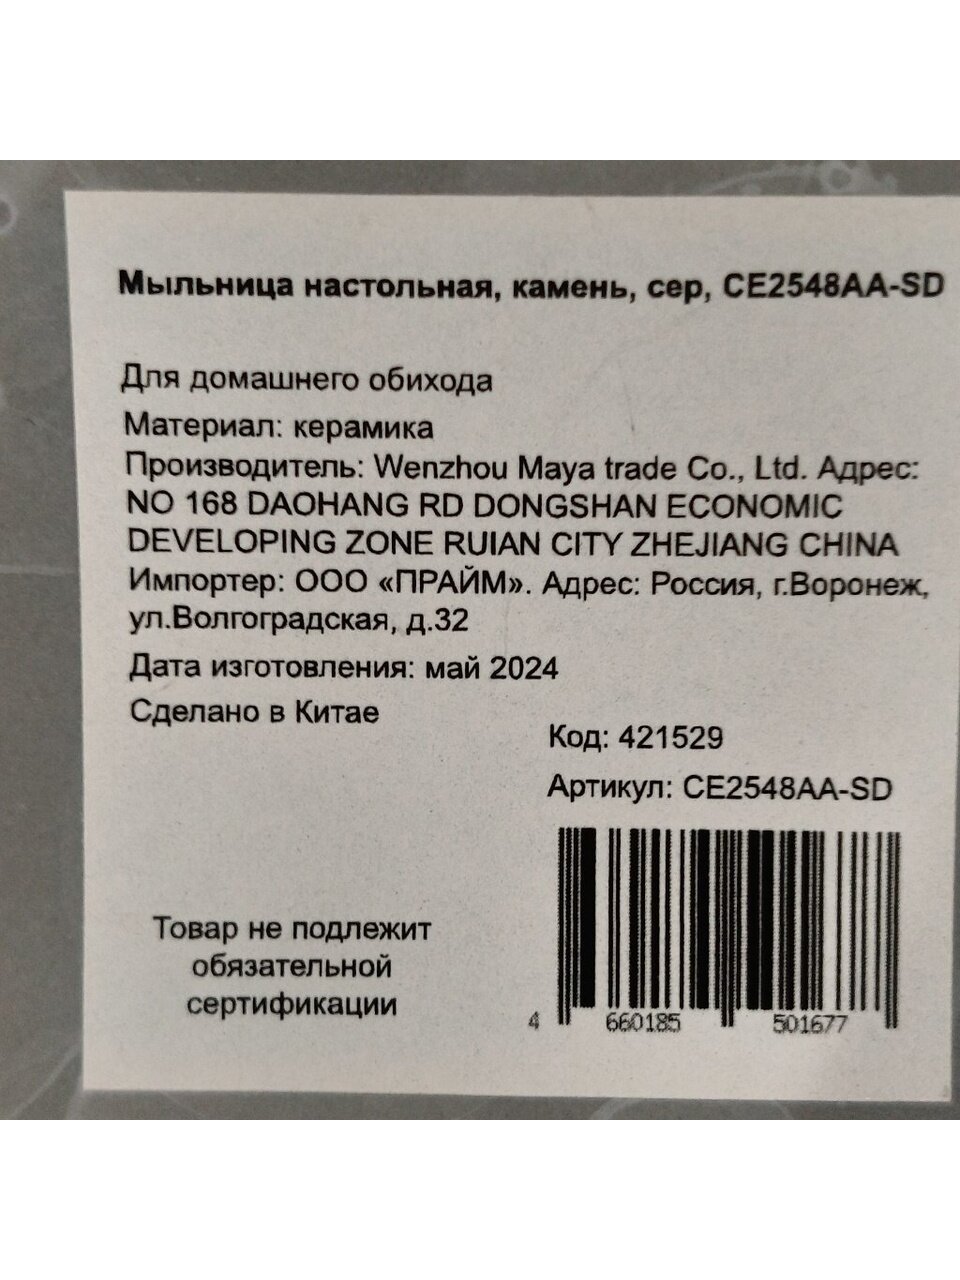 Мыльница настольная, камень, сер, CE2548AA-SD
Для домашнего обихода
Материал: керамика
Производитель: Wenzhou Maya trade Co., Ltd. Адрес:
NO 168 DAOHANG RD DONGSHAN ECONOMIC
DEVELOPING ZONE RUIAN CITY ZHEJIANG CHINA
Импортер: ООО «ПРАЙМ». Адрес: Россия, г.Воронеж,
ул.Волгоградская, д.32
Дата изготовления: май 2024
Сделано в Китае
Код: 421529
Артикул: CE2548AA-SD
Товар не подлежит
обязательной
сертификации
4 660185 501677